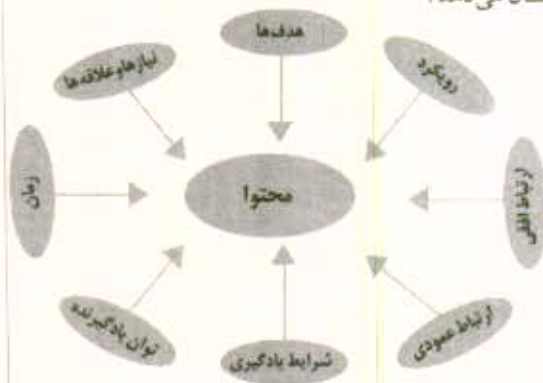 هدف‌ها
نیازها و علاقه‌ها
رویکرد
زمان
محتوا
ارتباط افقی
توان یادگیرنده
شرایط یادگیری
ارتباط عمودی